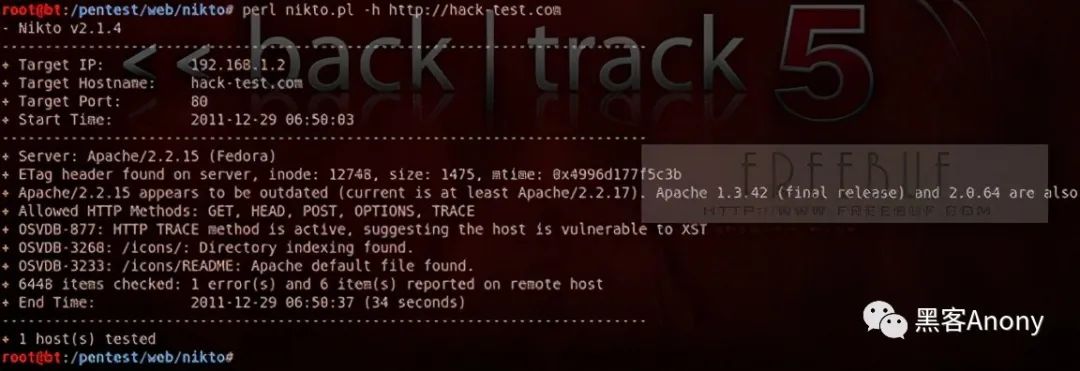 root@bt:/pentest/web/nikto# perl nikto.pl -h http://hack-test.com
- Nikto v2.1.4
---------------------------------------------------------------------------
+ Target IP: 192.168.1.2
+ Target Hostname: hack-test.com
+ Target Port: 80
+ Start Time: 2011-12-29 06:50:03
---------------------------------------------------------------------------
+ Server: Apache/2.2.15 (Fedora)
+ ETag header found on server, inode: 12748, size: 1475, mtime: 0x4996d177f5c3b
+ Apache/2.2.15 appears to be outdated (current is at least Apache/2.2.17). Apache 1.3.42 (final release) and 2.0.64 are also
+ Allowed HTTP Methods: GET, HEAD, POST, OPTIONS, TRACE
+ OSVDB-877: HTTP TRACE method is active, suggesting the host is vulnerable to XST
+ OSVDB-3268: /icons/: Directory indexing found.
+ OSVDB-3233: /icons/README: Apache default file found.
+ 6448 items checked: 1 error(s) and 6 item(s) reported on remote host
+ End Time: 2011-12-29 06:50:37 (34 seconds)
---------------------------------------------------------------------------
+ 1 host(s) tested
root@bt:/pentest/web/nikto#
<< back | track 5
FREEBUF
HTTP://WWW.FREEBUF.COM
黑客Anony